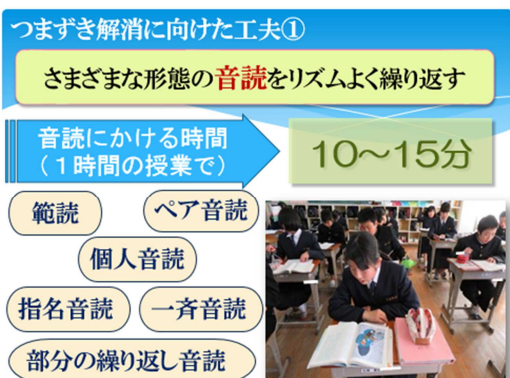 つまずき解消に向けた工夫①
さまざまな形態の音読をリズムよく繰り返す
音読にかける時間
（１時間の授業で）
10～15分
範読
ペア音読
個人音読
指名音読
一斉音読
部分の繰り返し音読